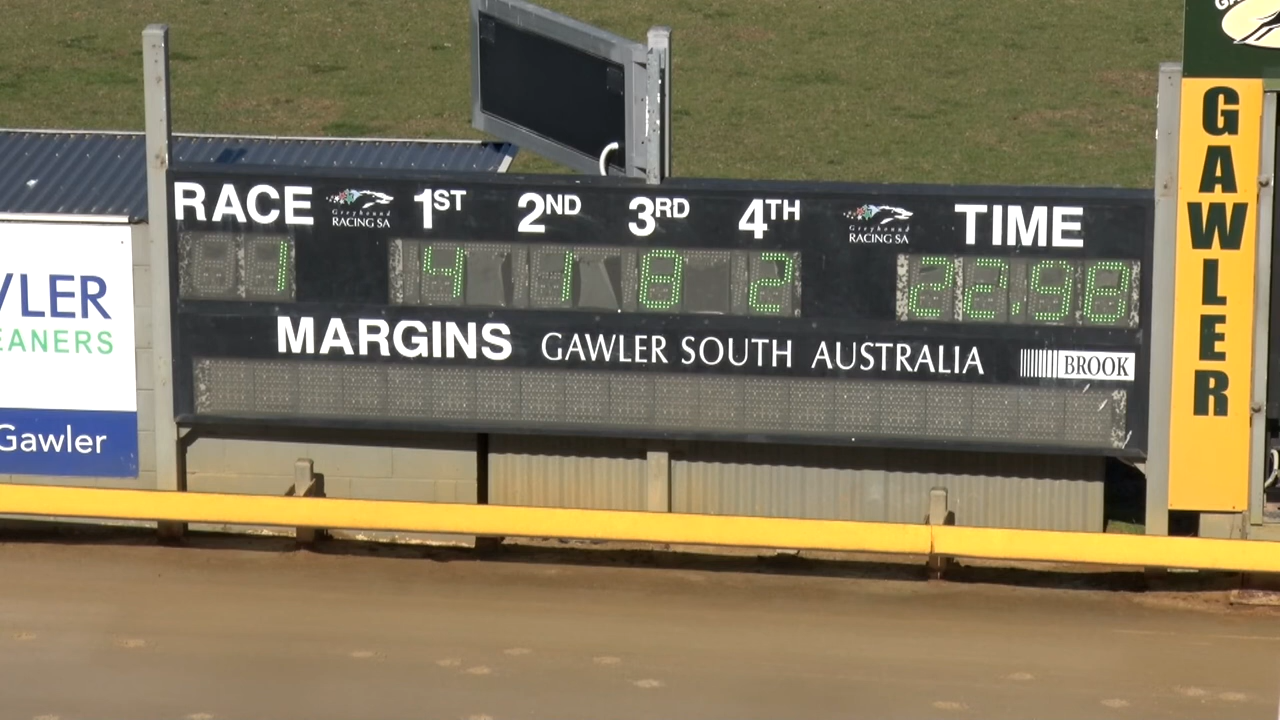 RACE
Greyhound
RACING SA
1ST 2ND 3RD 4TH
Greyhound
RACING SA
TIME
1 4 1 8 2 22.98
MARGINS GAWLER SOUTH AUSTRALIA BROOK
GAWLER
VLER
EANERS
Gawler